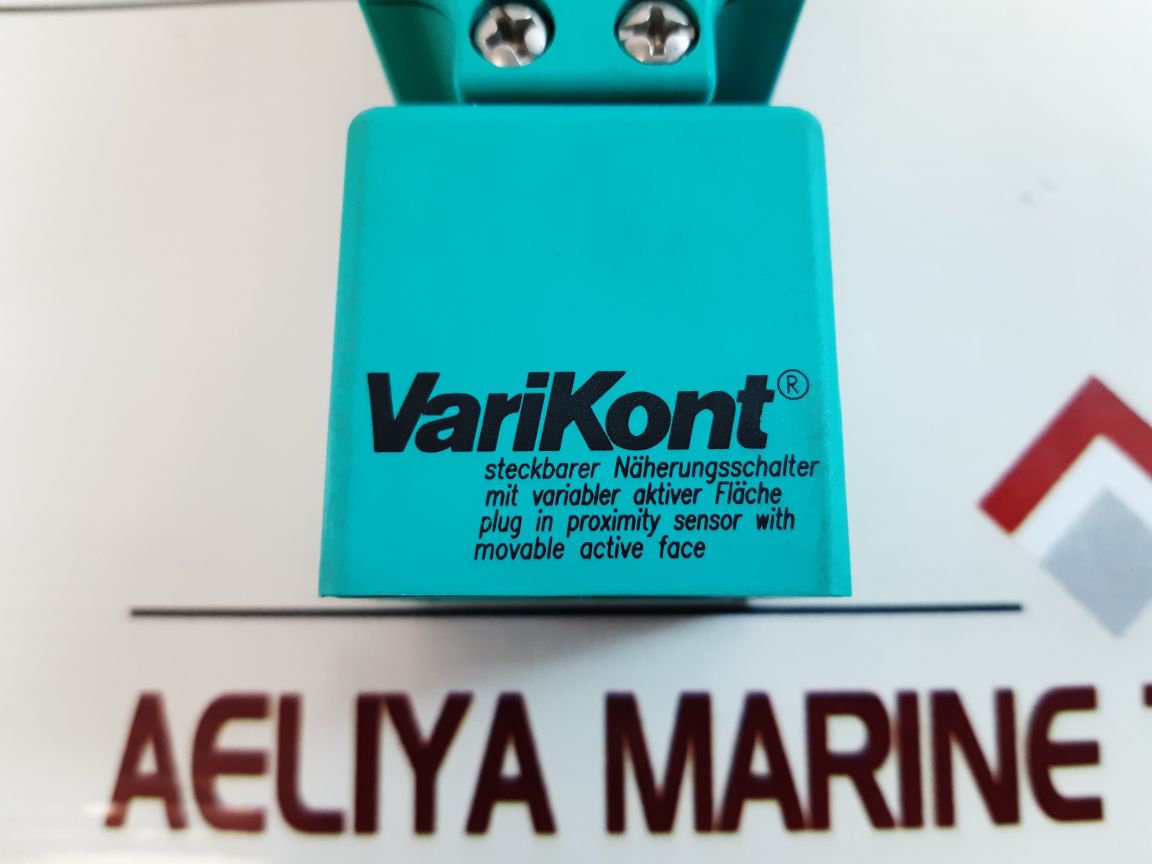 VariKont®
steckbarer Näherungsschalter
mit variabler aktiver Fläche
plug in proximity sensor with
movable active face
AELIYA MARINE